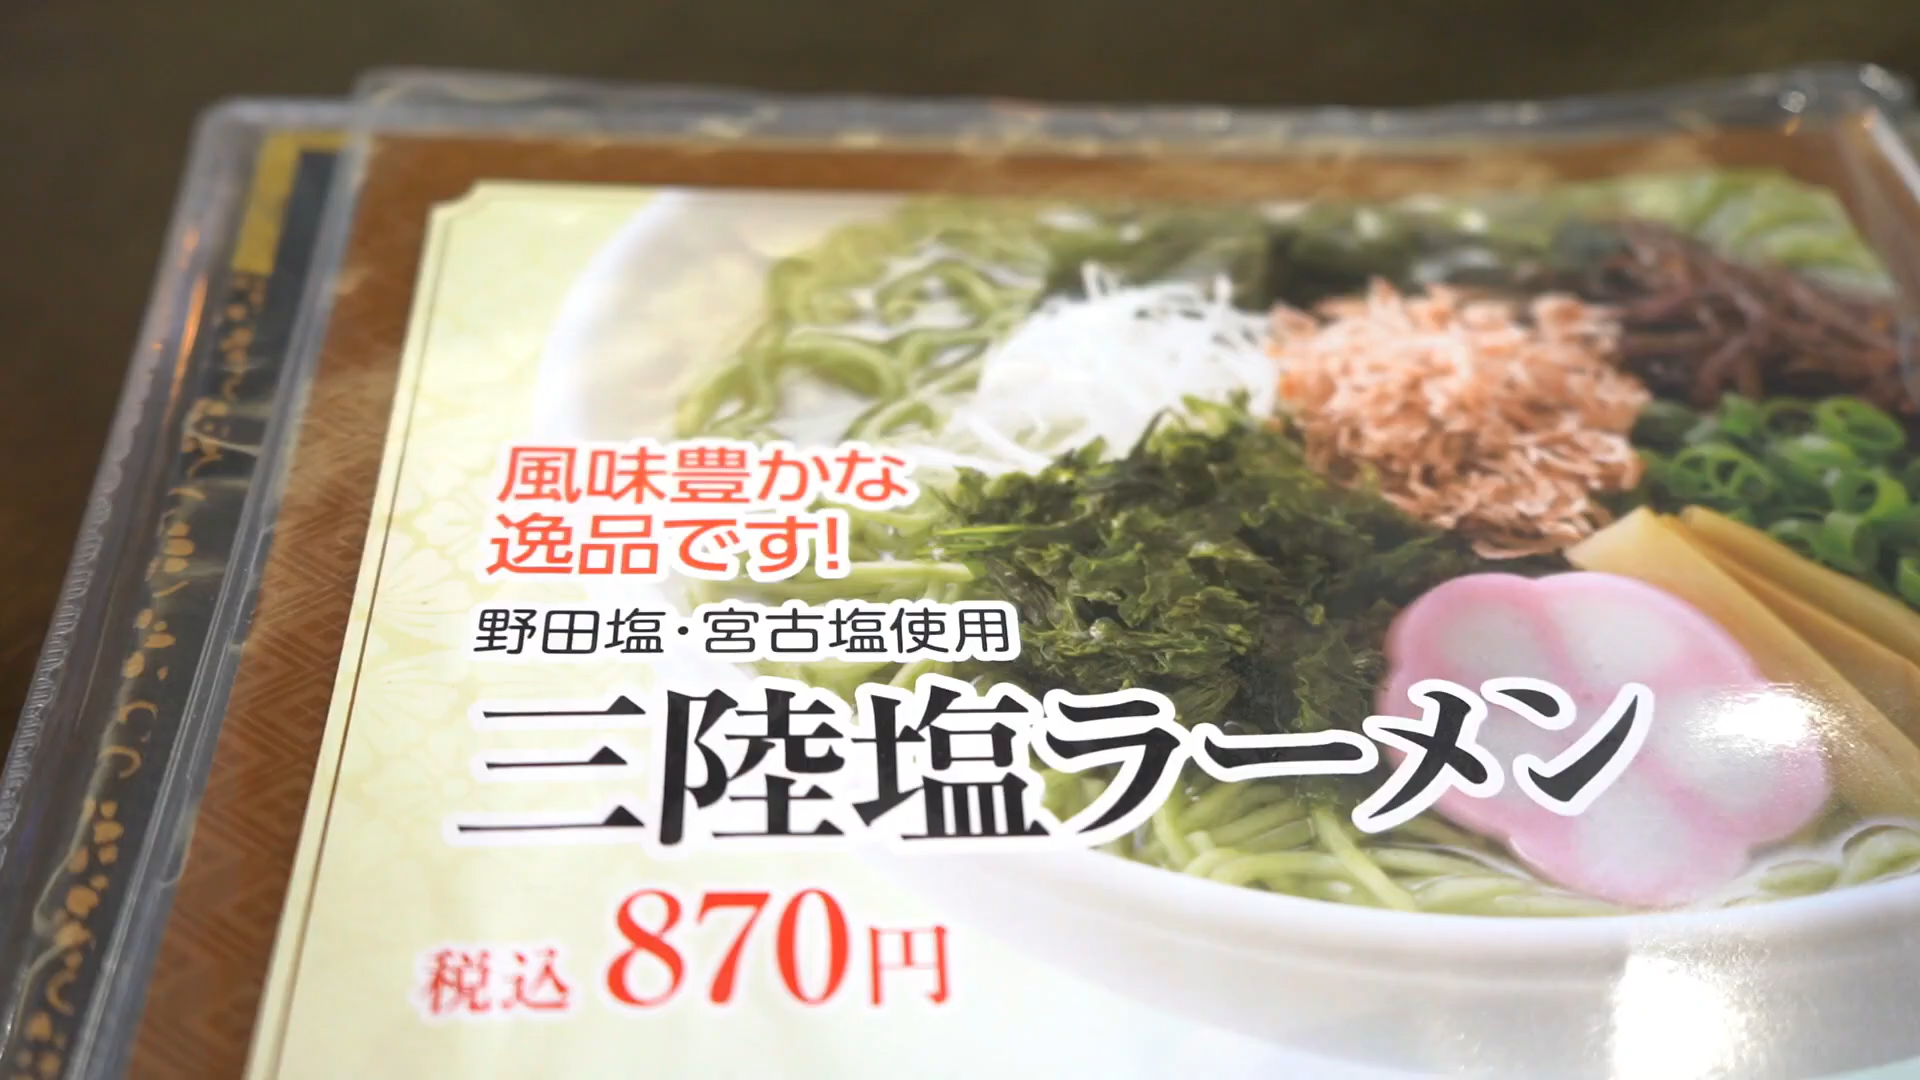 風味豊かな
逸品です!
野田塩・宮古塩使用
三陸塩ラーメン
税込 870円